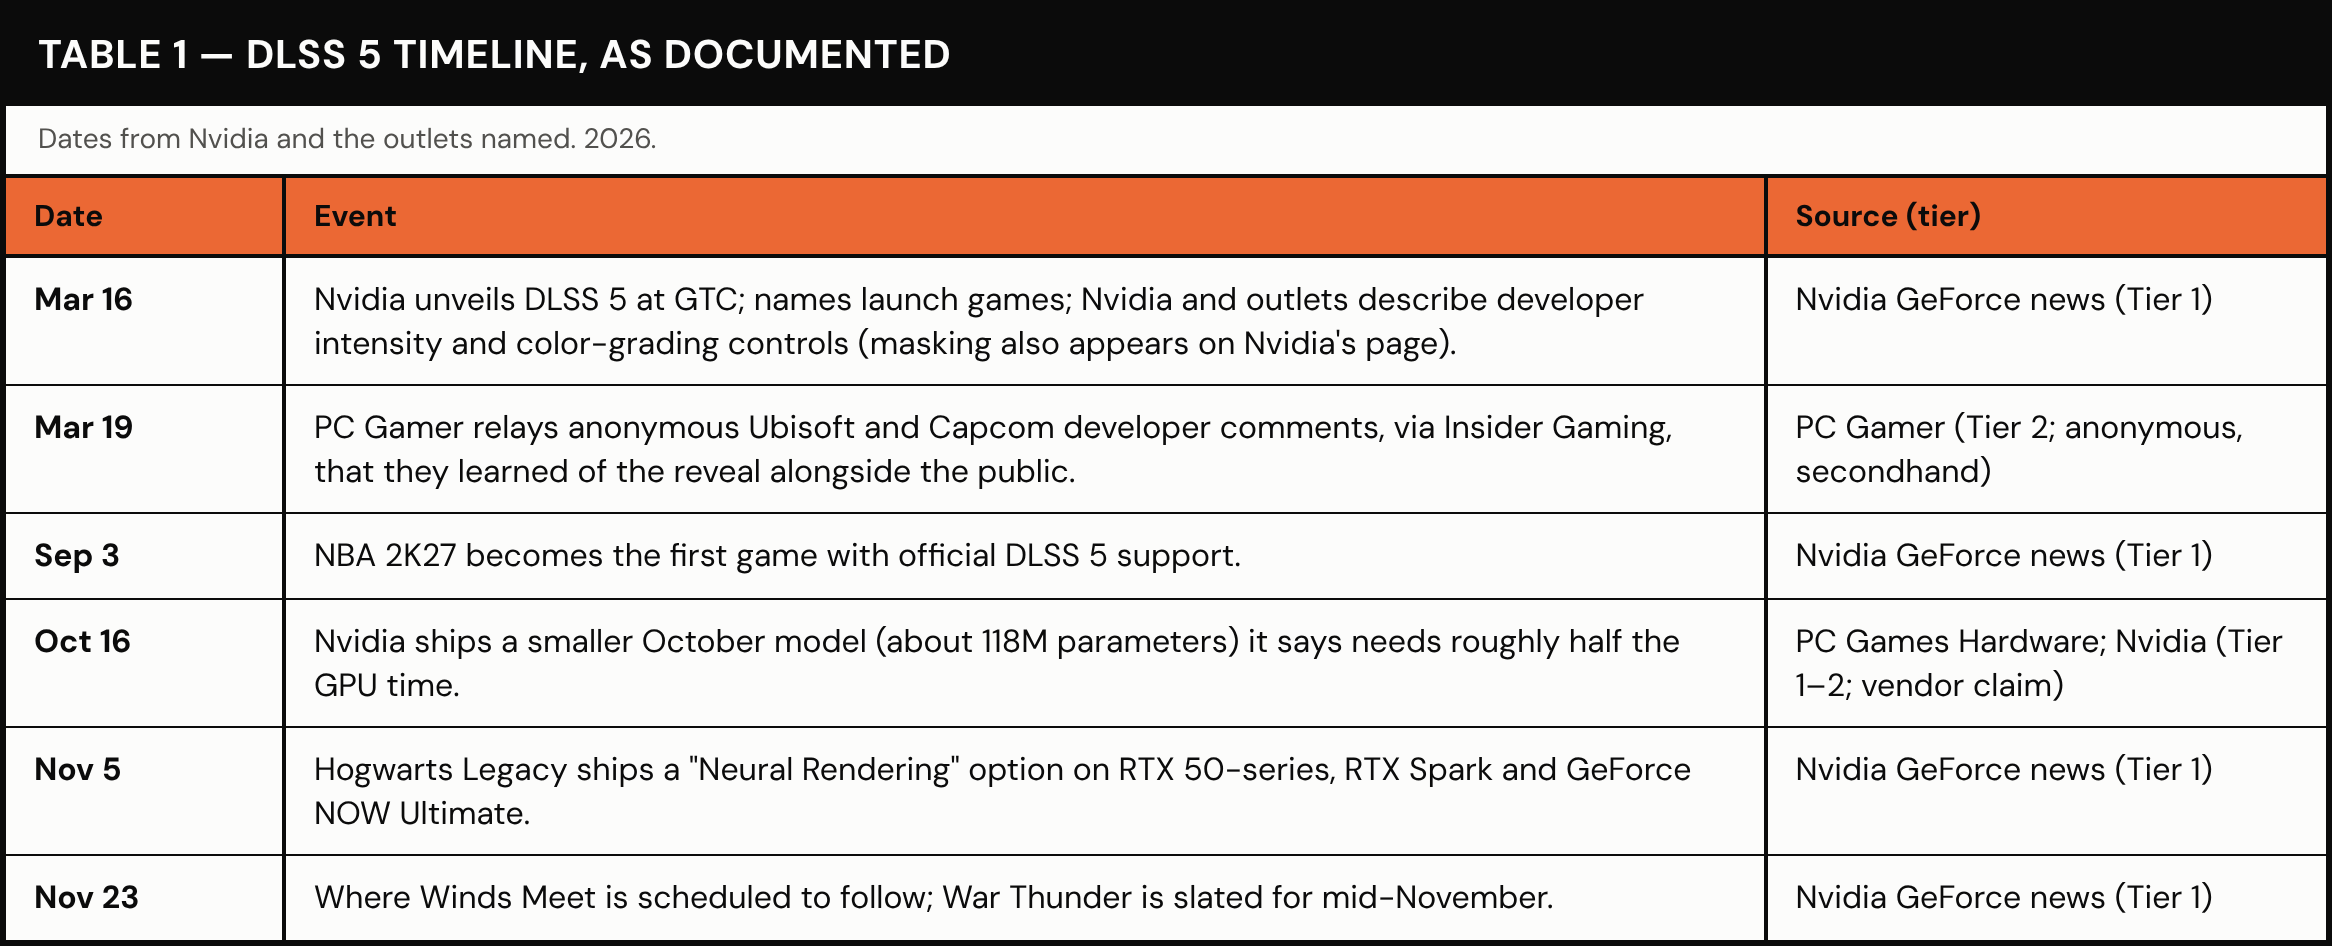 TABLE 1 — DLSS 5 TIMELINE, AS DOCUMENTED
Dates from Nvidia and the outlets named. 2026.
Date
Event
Source (tier)
Mar 16
Nvidia unveils DLSS 5 at GTC; names launch games; Nvidia and outlets describe developer
intensity and color-grading controls (masking also appears on Nvidia's page).
Nvidia GeForce news (Tier 1)
Mar 19
PC Gamer relays anonymous Ubisoft and Capcom developer comments, via Insider Gaming,
that they learned of the reveal alongside the public.
PC Gamer (Tier 2; anonymous,
secondhand)
Sep 3
NBA 2K27 becomes the first game with official DLSS 5 support.
Nvidia GeForce news (Tier 1)
Oct 16
Nvidia ships a smaller October model (about 118M parameters) it says needs roughly half the
GPU time.
PC Games Hardware; Nvidia (Tier
1–2; vendor claim)
Nov 5
Hogwarts Legacy ships a "Neural Rendering" option on RTX 50-series, RTX Spark and GeForce
NOW Ultimate.
Nvidia GeForce news (Tier 1)
Nov 23
Where Winds Meet is scheduled to follow; War Thunder is slated for mid-November.
Nvidia GeForce news (Tier 1)